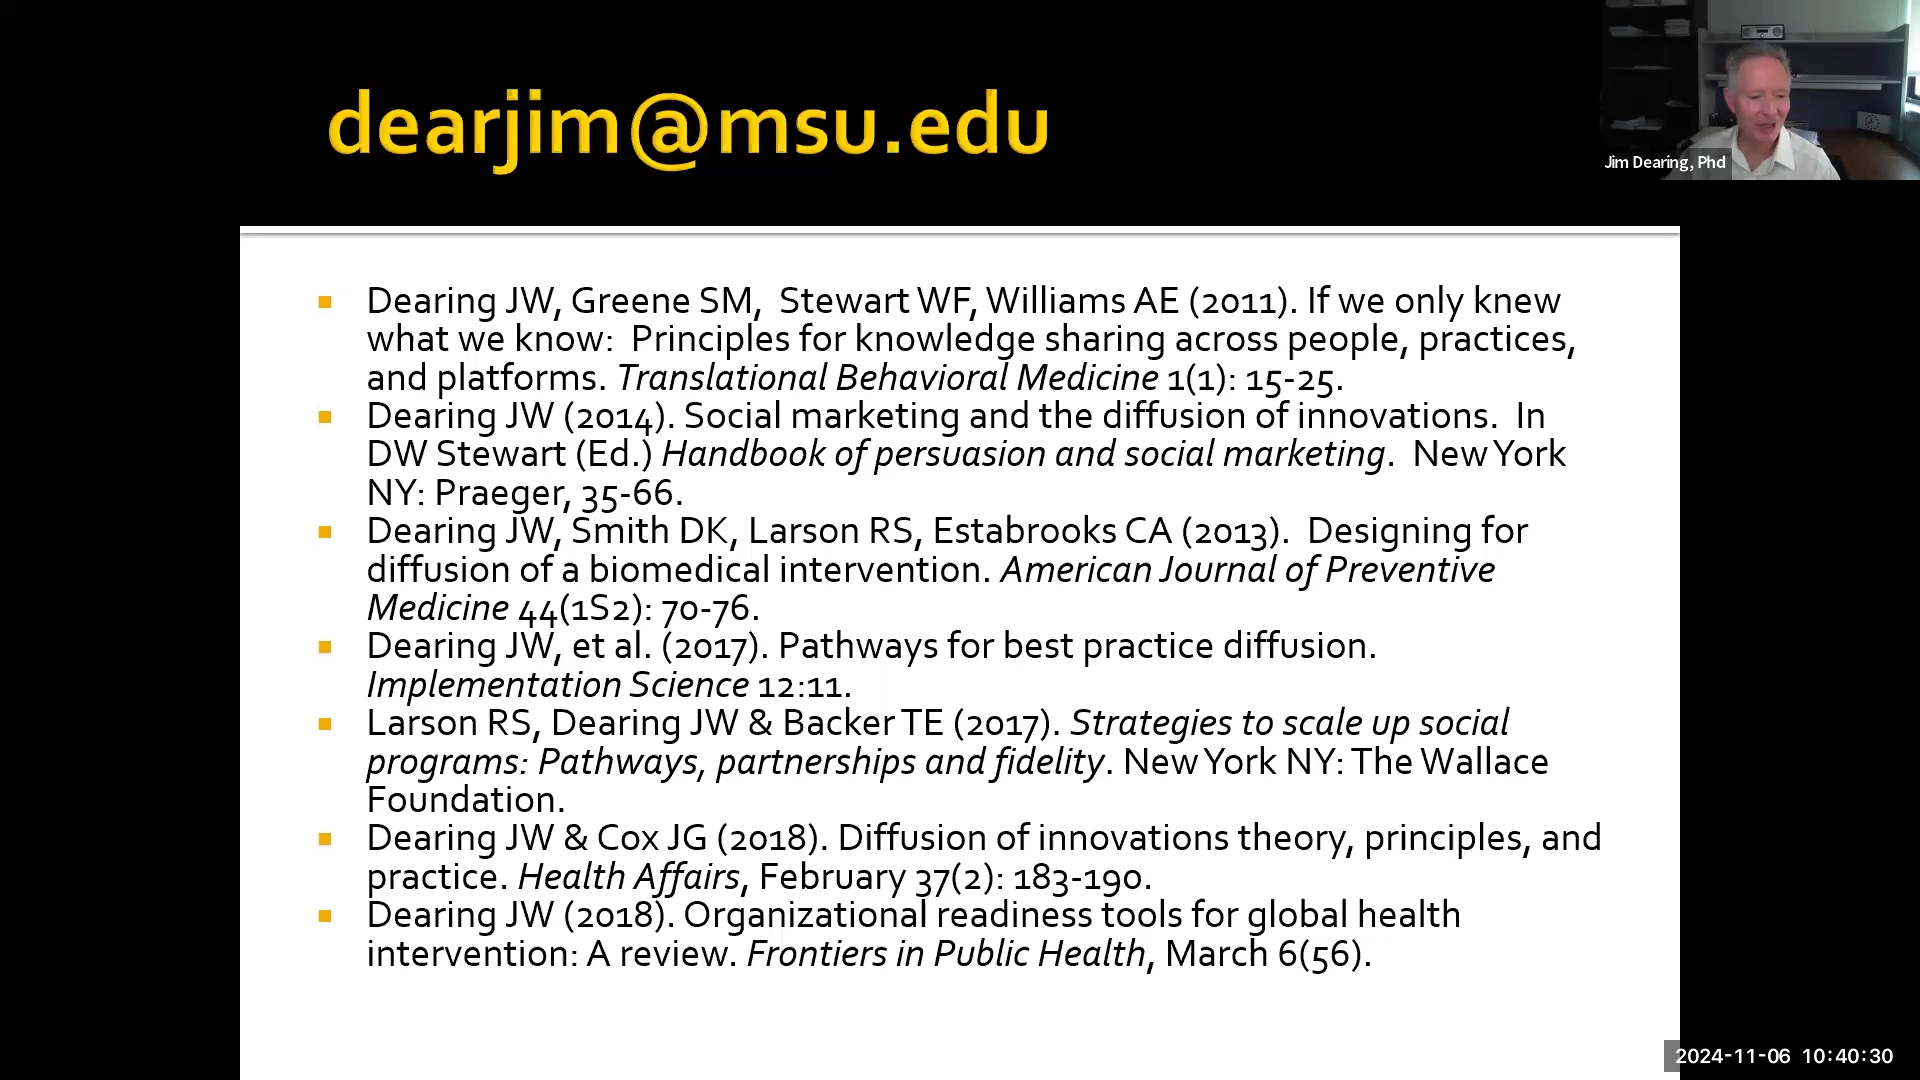 dearjim@msu.edu
Jim Dearing, Phd
Dearing JW, Greene SM,  Stewart WF, Williams AE (2011). If we only knew
what we know:  Principles for knowledge sharing across people, practices,
and platforms. Translational Behavioral Medicine 1(1): 15-25.
Dearing JW (2014). Social marketing and the diffusion of innovations.  In
DW Stewart (Ed.) Handbook of persuasion and social marketing.  New York
NY: Praeger, 35-66.
Dearing JW, Smith DK, Larson RS, Estabrooks CA (2013).  Designing for
diffusion of a biomedical intervention. American Journal of Preventive
Medicine 44(1S2): 70-76.
Dearing JW, et al. (2017). Pathways for best practice diffusion.
Implementation Science 12:11.
Larson RS, Dearing JW & Backer TE (2017). Strategies to scale up social
programs: Pathways, partnerships and fidelity. New York NY: The Wallace
Foundation.
Dearing JW & Cox JG (2018). Diffusion of innovations theory, principles, and
practice. Health Affairs, February 37(2): 183-190.
Dearing JW (2018). Organizational readiness tools for global health
intervention: A review. Frontiers in Public Health, March 6(56).
2024-11-06 10:40:30